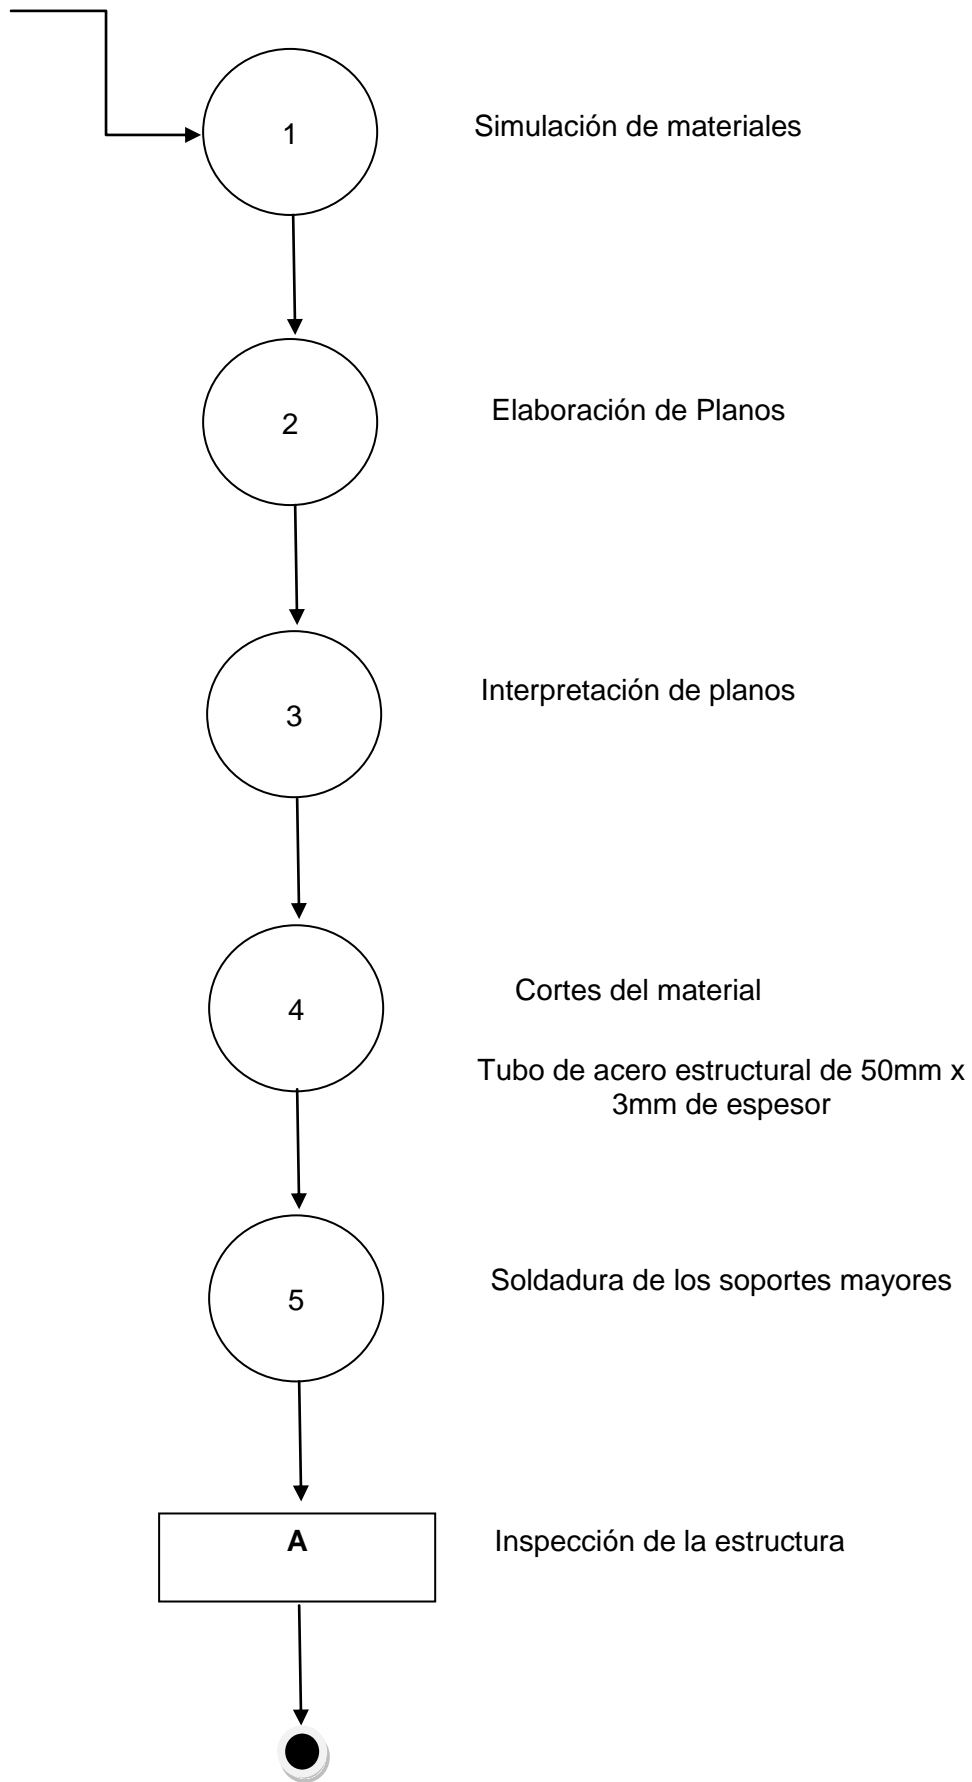 1
Simulación de materiales
2
Elaboración de Planos
3
Interpretación de planos
4
Cortes del material
Tubo de acero estructural de 50mm x
3mm de espesor
5
Soldadura de los soportes mayores
A
Inspección de la estructura